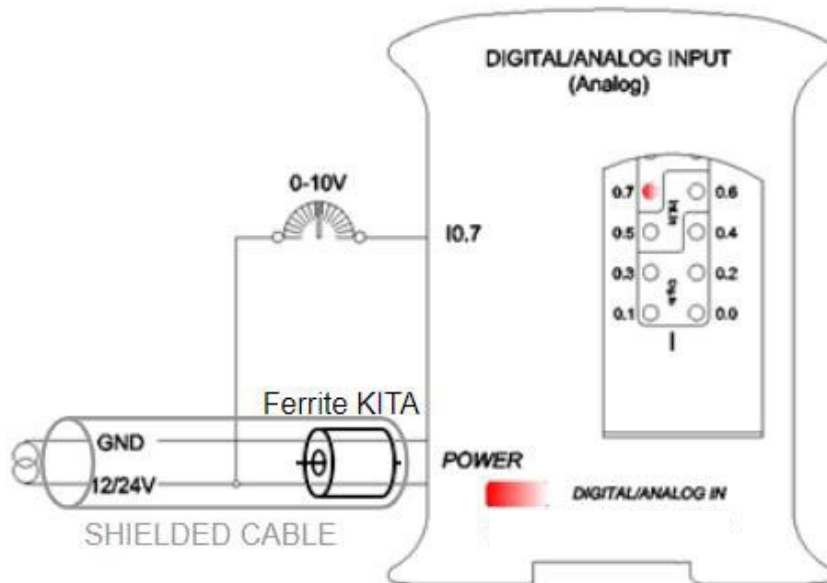 DIGITAL/ANALOG INPUT
(Analog)
0-10V
I0.7
0.7
0.6
0.5
0.4
0.3
0.2
0.1
0.0
I
Ferrite KITA
GND
12/24V
POWER
DIGITAL/ANALOG IN
SHIELDED CABLE